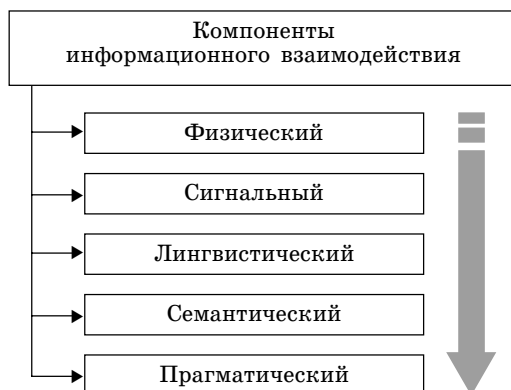 Компоненты
информационного взаимодействия
Физический
Сигнальный
Лингвистический
Семантический
Прагматический